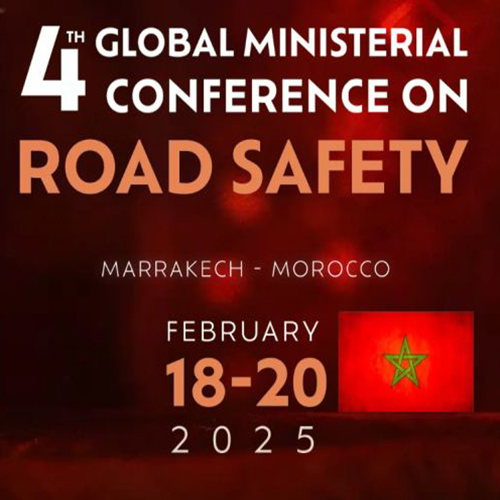 4TH GLOBAL MINISTERIAL
CONFERENCE ON
ROAD SAFETY
MARRAKECH - MOROCCO
FEBRUARY
18-20
2025